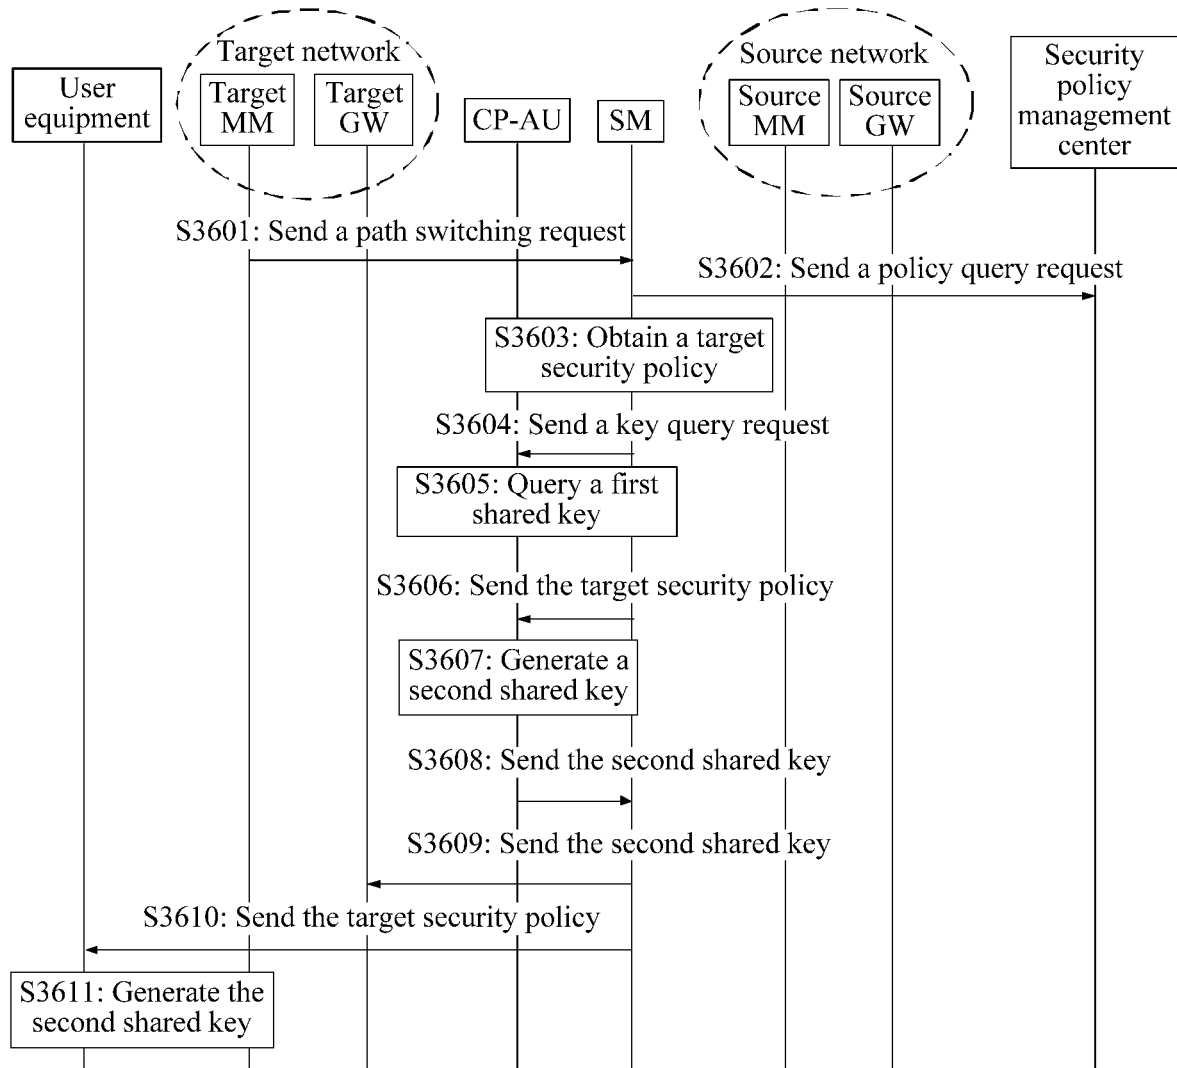 Target network
Source network
User
equipment
Target
MM
Target
GW
CP-AU
SM
Source
MM
Source
GW
Security
policy
management
center
S3601: Send a path switching request
S3602: Send a policy query request
S3603: Obtain a target
security policy
S3604: Send a key query request
S3605: Query a first
shared key
S3606: Send the target security policy
S3607: Generate a
second shared key
S3608: Send the second shared key
S3609: Send the second shared key
S3610: Send the target security policy
S3611: Generate the
second shared key